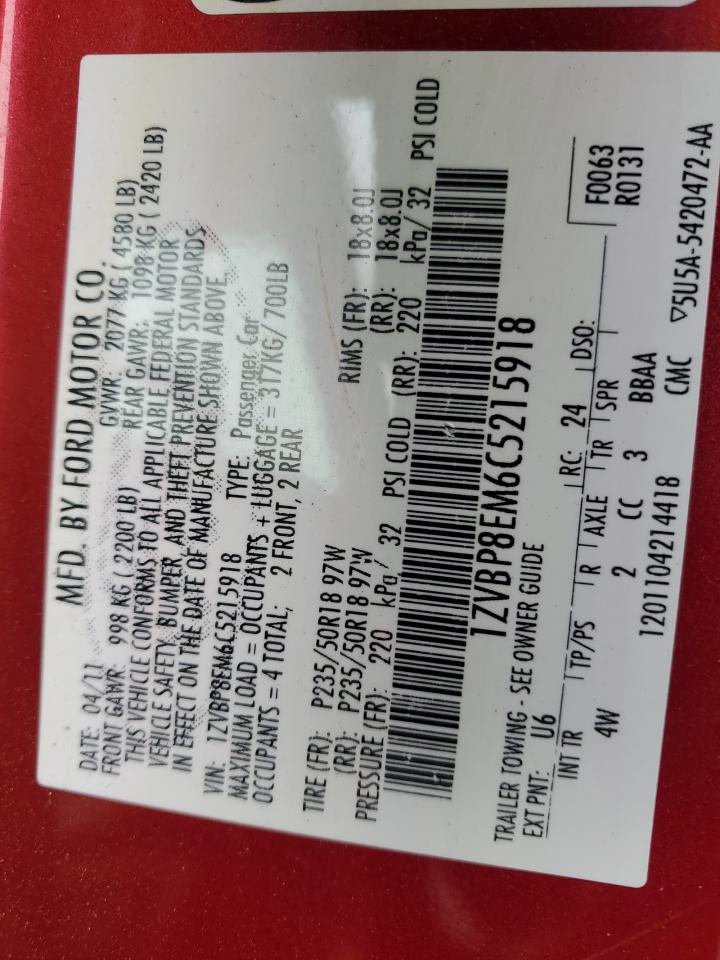 MFD. BY FORD MOTOR CO.
DATE: 04/11 GVWR: 2077 KG ( 4580 LB)
FRONT GAWR: 998 KG ( 2200 LB) REAR GAWR: 1098 KG ( 2420 LB)
THIS VEHICLE CONFORMS TO ALL APPLICABLE FEDERAL MOTOR
VEHICLE SAFETY, BUMPER, AND THEFT PREVENTION STANDARDS
IN EFFECT ON THE DATE OF MANUFACTURE SHOWN ABOVE.
VIN: 1ZVBP8EM6C5215918 TYPE: Passenger Car
MAXIMUM LOAD = OCCUPANTS + LUGGAGE = 317KG/ 700LB
OCCUPANTS = 4 TOTAL; 2 FRONT, 2 REAR
TIRE (FR): P235/50R18 97W RIMS (FR): 18x8.0J
(RR): P235/50R18 97W (RR): 18x8.0J
PRESSURE (FR): 220 kPa/ 32 PSI COLD (RR): 220 kPa/ 32 PSI COLD
1ZVBP8EM6C5215918
TRAILER TOWING - SEE OWNER GUIDE
EXT PNT: U6 RC: 24 DSO:
INT TR TP/PS R AXLE TR SPR F0063
4W 2 CC 3 BBAA R0131
1201104214418 CMC ▽5U5A-5420472-AA